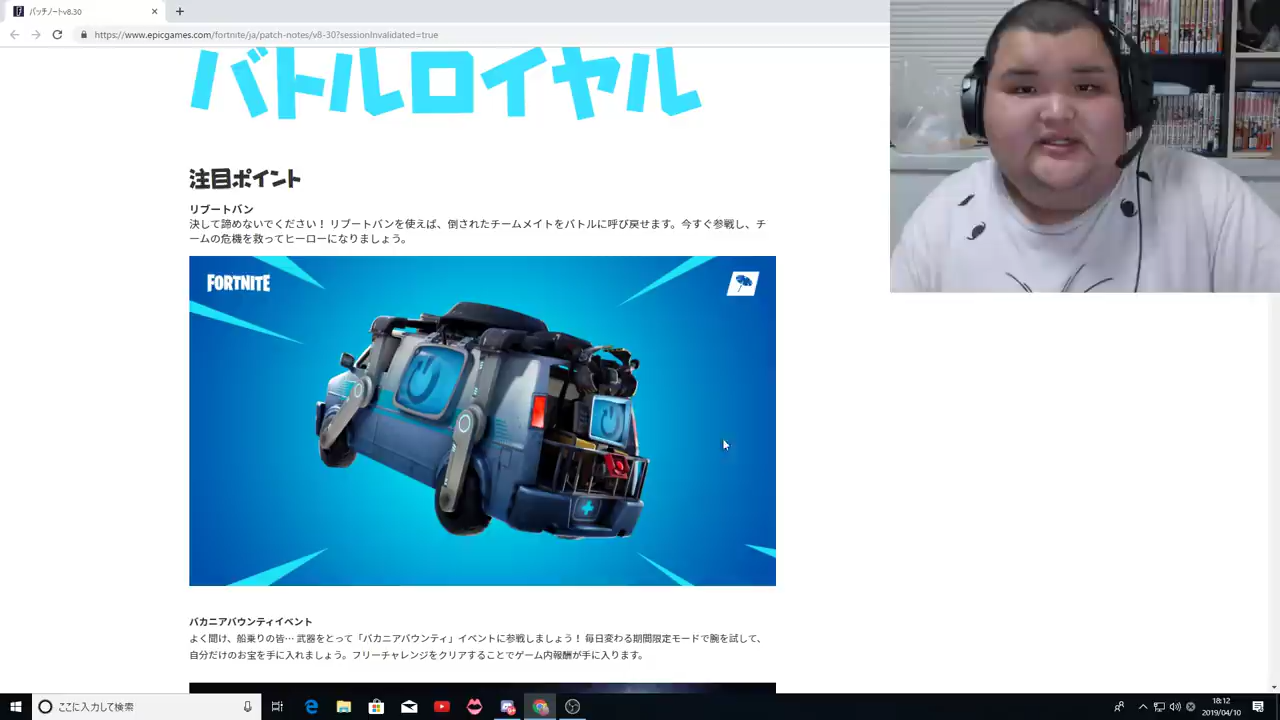 パッチノートv8.30
https://www.epicgames.com/fortnite/ja/patch-notes/v8-30?sessionInvalidated=true
バトルロイヤル
注目ポイント
リブートバン
決して諦めないでください！ リブートバンを使えば、倒されたチームメイトをバトルに呼び戻せます。今すぐ参戦し、チ
ームの危機を救ってヒーローになりましょう。
FORTNITE
バカニアバウンティイベント
よく聞け、船乗りの皆… 武器をとって「バカニアバウンティ」イベントに参戦しましょう！ 毎日変わる期間限定モードで腕を試して、
自分だけのお宝を手に入れましょう。フリーチャレンジをクリアすることでゲーム内報酬が手に入ります。
ここに入力して検索
18:12
2019/04/10